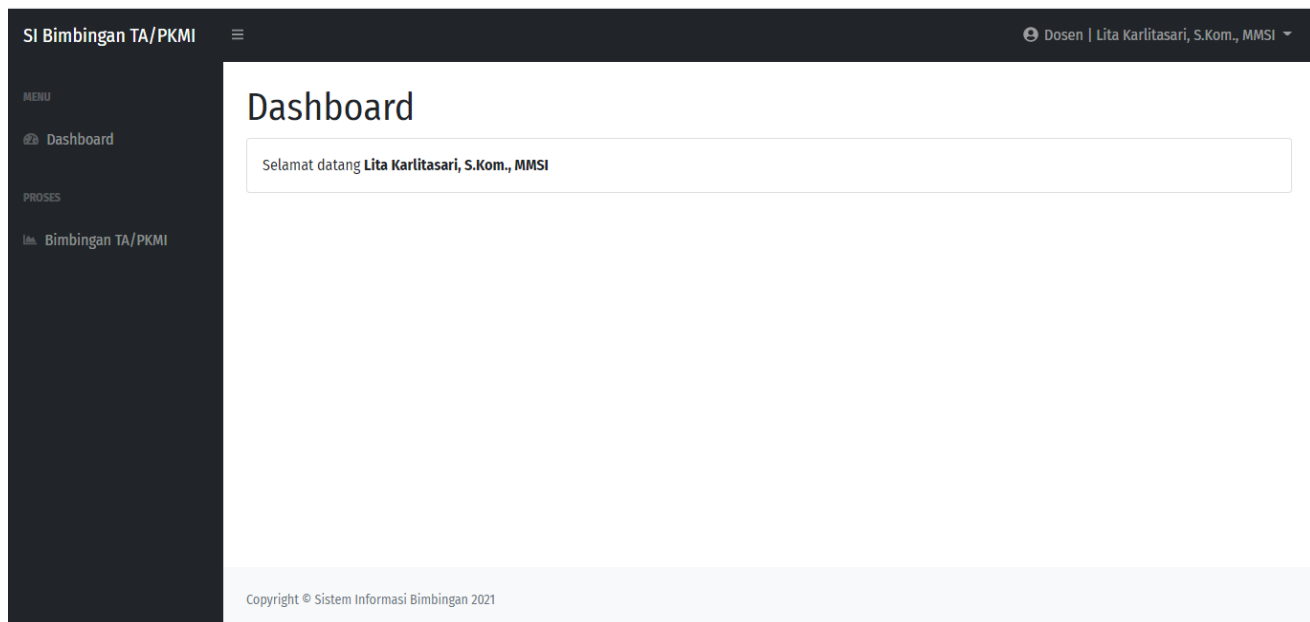 SI Bimbingan TA/PKMI
Dosen | Lita Karlitasari, S.Kom., MMSI
MENU
Dashboard
PROSES
Bimbingan TA/PKMI
Dashboard
Selamat datang Lita Karlitasari, S.Kom., MMSI
Copyright © Sistem Informasi Bimbingan 2021